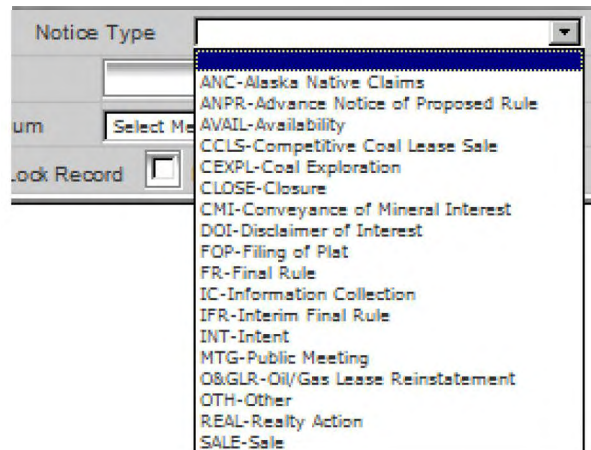 Notice Type
ANC-Alaska Native Claims
ANPR-Advance Notice of Proposed Rule
um Select Me AVAIL-Availability
CCLS-Competitive Coal Lease Sale
Lock Record CEXPL-Coal Exploration
CLOSE-Closure
CMI-Conveyance of Mineral Interest
DOI-Disclaimer of Interest
FOP-Filing of Plat
FR-Final Rule
IC-Information Collection
IFR-Interim Final Rule
INT-Intent
MTG-Public Meeting
O&GLR-Oil/Gas Lease Reinstatement
OTH-Other
REAL-Realty Action
SALE-Sale